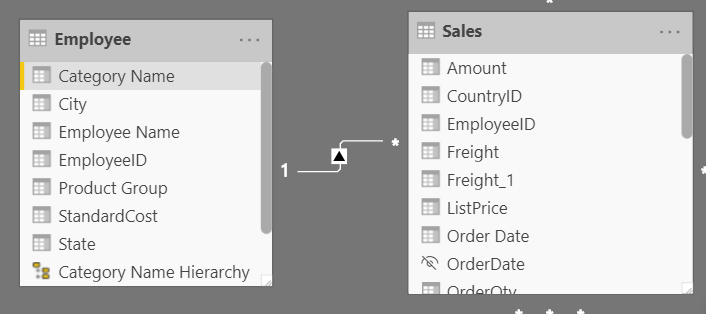 Employee
Category Name
City
Employee Name
EmployeeID
Product Group
StandardCost
State
Category Name Hierarchy
1
*
Sales
Amount
CountryID
EmployeeID
Freight
Freight_1
ListPrice
Order Date
OrderDate
OrderQty
*
*
* * *